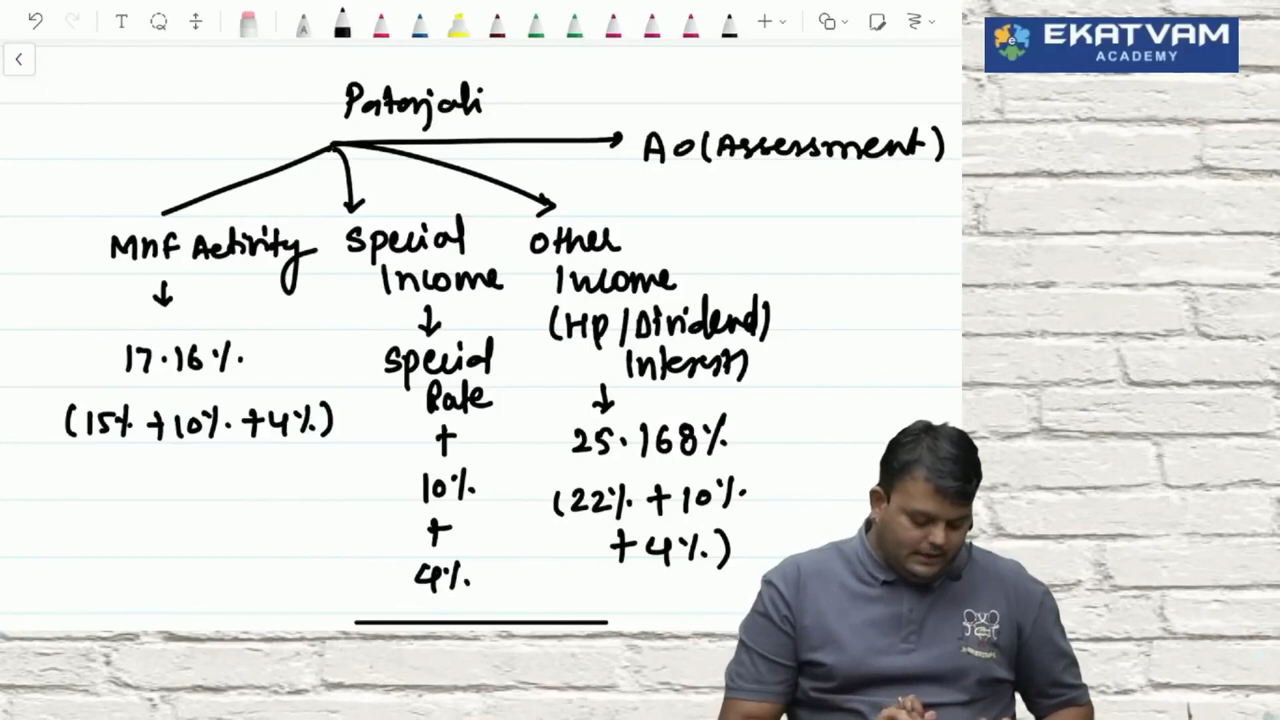 EKATVAM
ACADEMY
Patanjali
AO (Assessment)
Mnf Activity
↓
17.16%.
(15% + 10% + 4%)
Special
Income
↓
Special
Rate
+
10%.
+
4%.
Other
Income
(HP / Dividend)
Interest)
↓
25.168%
(22% + 10%
+ 4%.)